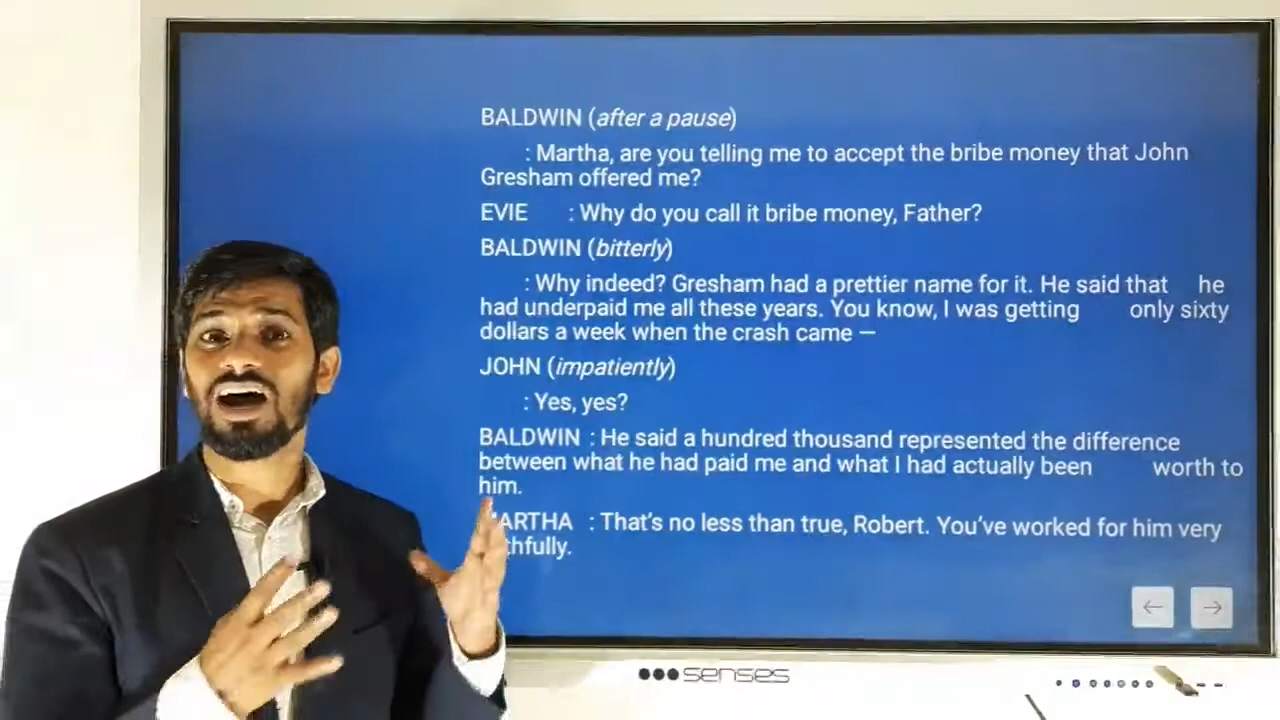 BALDWIN (after a pause)
: Martha, are you telling me to accept the bribe money that John
Gresham offered me?
EVIE : Why do you call it bribe money, Father?
BALDWIN (bitterly)
: Why indeed? Gresham had a prettier name for it. He said that he
had underpaid me all these years. You know, I was getting only sixty
dollars a week when the crash came —
JOHN (impatiently)
: Yes, yes?
BALDWIN : He said a hundred thousand represented the difference
between what he had paid me and what I had actually been worth to
him.
ARTHA : That's no less than true, Robert. You've worked for him very
thfully.
senses